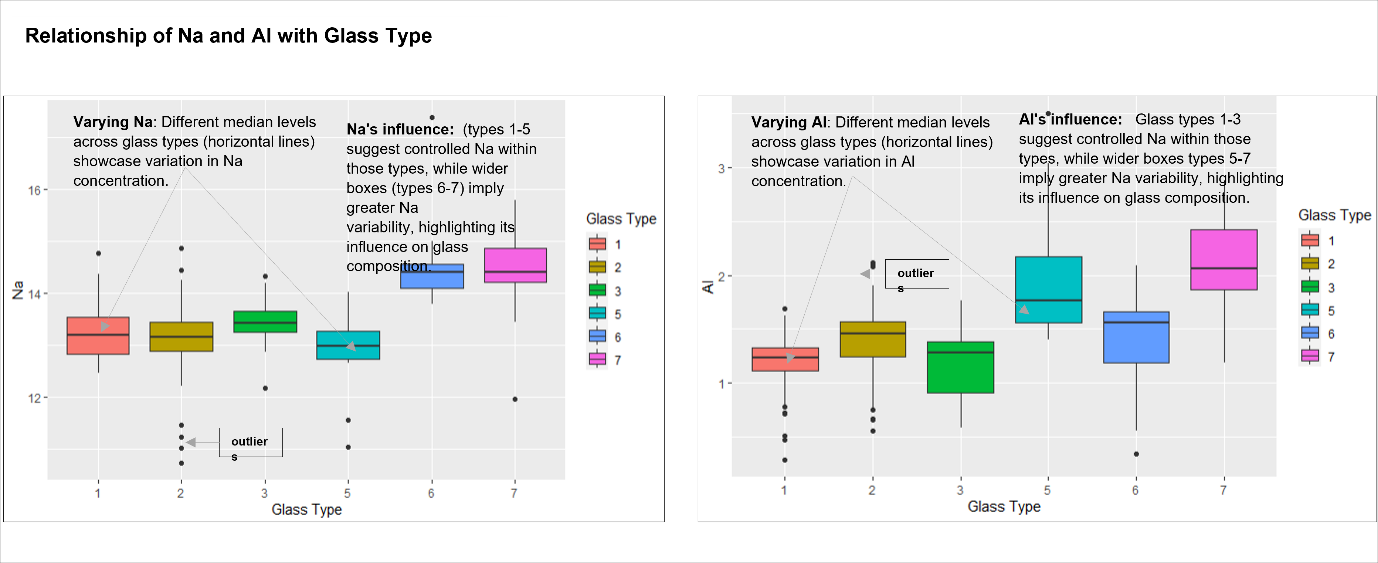 Relationship of Na and Al with Glass Type
Varying Na: Different median levels
across glass types (horizontal lines)
showcase variation in Na
concentration.
Na's influence: (types 1-5
suggest controlled Na within
those types, while wider
boxes (types 6-7) imply
greater Na
variability, highlighting its
influence on glass
composition.
16
14
12
Na
outlier
s
1 2 3 5 6 7
Glass Type
Glass Type
1
2
3
5
6
7
Varying Al: Different median levels
across glass types (horizontal lines)
showcase variation in Al
concentration.
Al's influence: Glass types 1-3
suggest controlled Na within those
types, while wider boxes types 5-7
imply greater Na variability, highlighting
its influence on glass composition.
3
2
1
Al
outlier
s
1 2 3 5 6 7
Glass Type
Glass Type
1
2
3
5
6
7